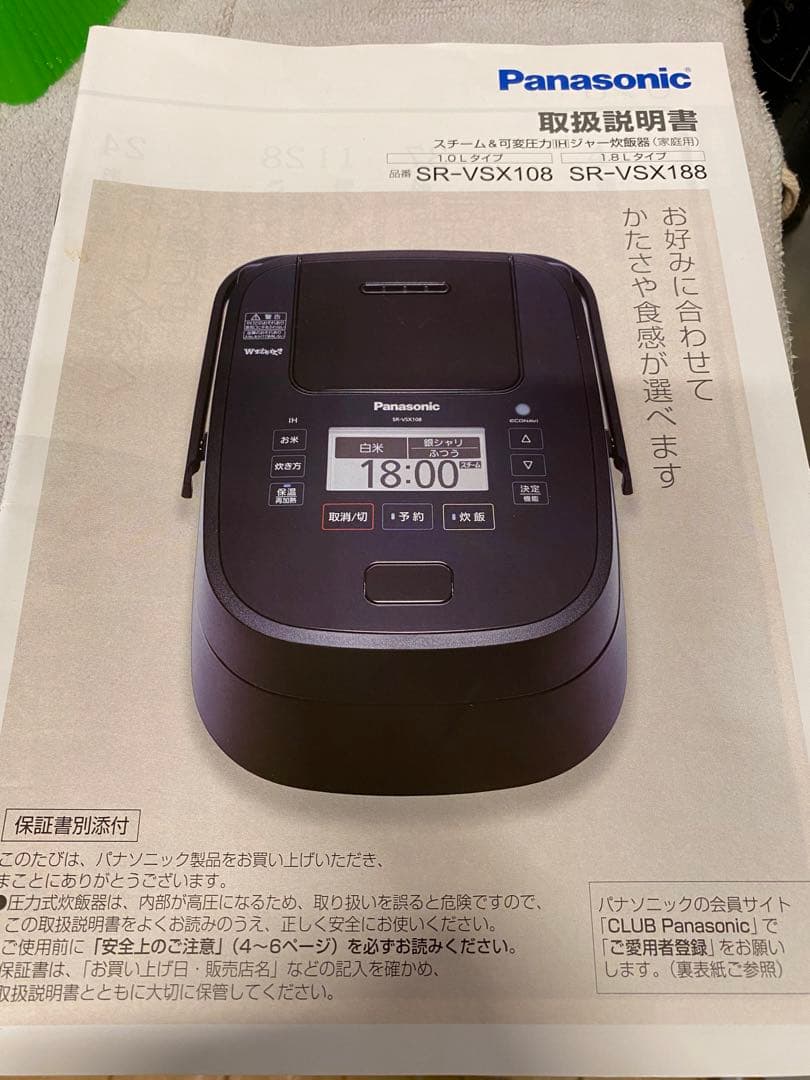 Panasonic
取扱説明書
スチーム&可変圧力IHジャー炊飯器(家庭用)
1.0Lタイプ 1.8Lタイプ
品番 SR-VSX108 SR-VSX188
お好みに合わせて
かたさや食感が選べます
警告
Panasonic
SR-VSX108
IH
ECONAVI
お米
炊き方
保温
再加熱
白米
銀シャリ
ふつう
18:00
スチーム
△
▽
決定
機能
取消/切
予約
炊飯
保証書別添付
このたびは、パナソニック製品をお買い上げいただき、
まことにありがとうございます。
●圧力式炊飯器は、内部が高圧になるため、取り扱いを誤ると危険ですので、
この取扱説明書をよくお読みのうえ、正しく安全にお使いください。
ご使用前に「安全上のご注意」(4~6ページ)を必ずお読みください。
保証書は、「お買い上げ日・販売店名」などの記入を確かめ、
取扱説明書とともに大切に保管してください。
パナソニックの会員サイト
「CLUB Panasonic」で
「ご愛用者登録」をお願い
します。(裏表紙ご参照)